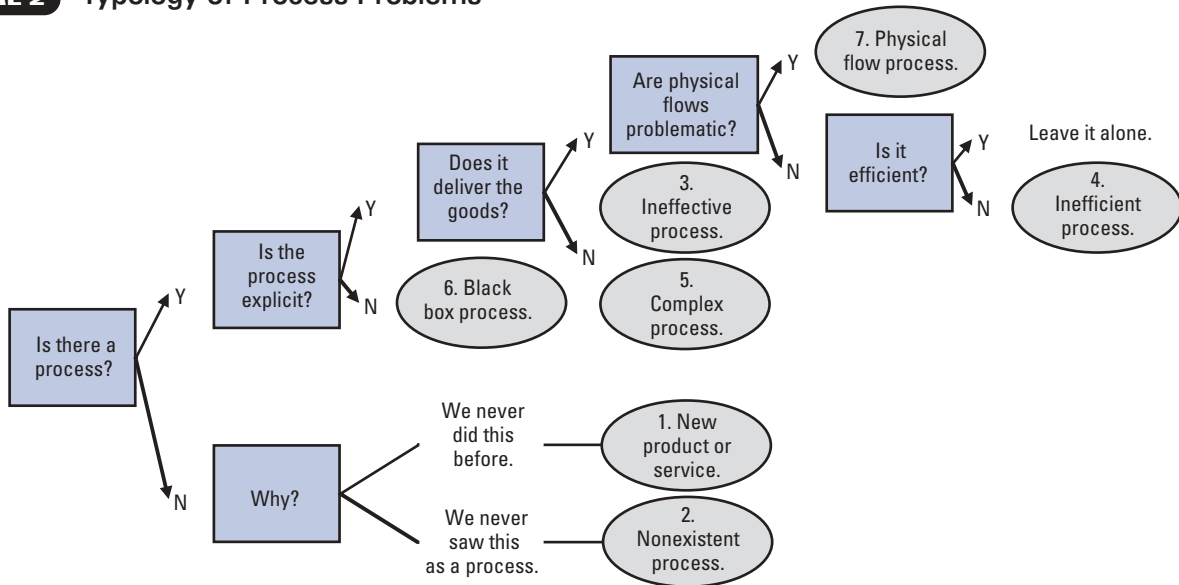 Typology of Process Problems
7. Physical
flow process.
Are physical
flows
problematic?
Y
N
Is it
efficient?
Y
N
Leave it alone.
4.
Inefficient
process.
Does it
deliver the
goods?
Y
N
3.
Ineffective
process.
5.
Complex
process.
Is the
process
explicit?
Y
N
6. Black
box process.
Is there a
process?
Y
N
Why?
We never
did this
before.
1. New
product or
service.
We never
saw this
as a process.
2.
Nonexistent
process.